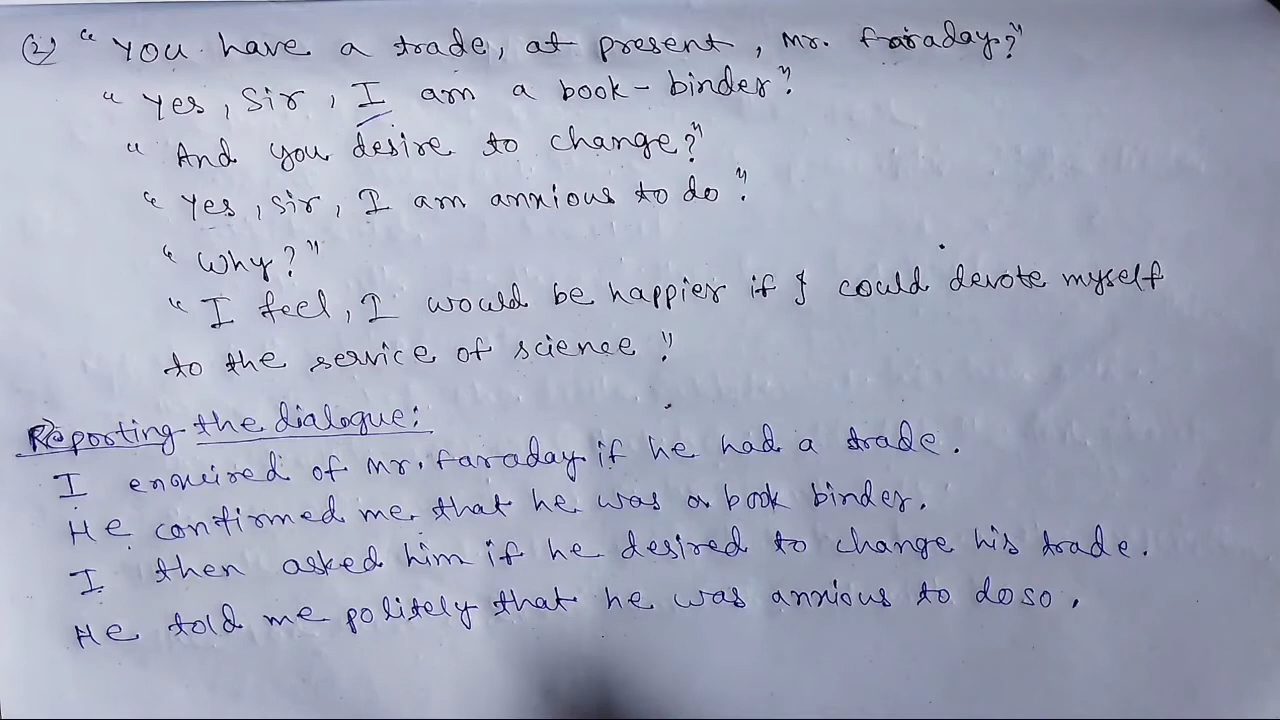 (2) "You have a trade, at present, Mr. Faraday?"
"Yes, Sir, I am a book-binder".
"And you desire to change?"
"Yes, sir, I am anxious to do".
"Why?"
"I feel, I would be happier if I could devote myself
to the service of science".
Reporting the dialogue:
I enquired of Mr. Faraday if he had a trade.
He confirmed me that he was a book binder.
I then asked him if he desired to change his trade.
He told me politely that he was anxious to do so.